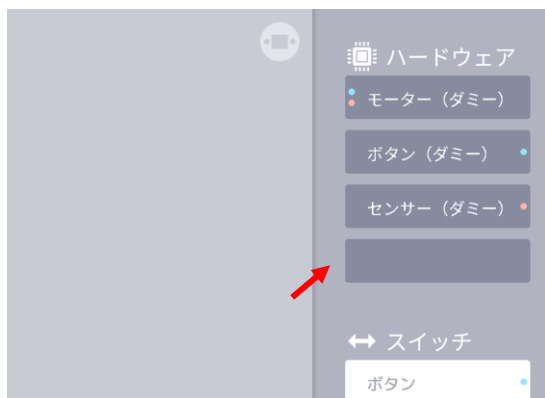 ハードウェア
モーター（ダミー）
ボタン（ダミー）
センサー（ダミー）
スイッチ
ボタン